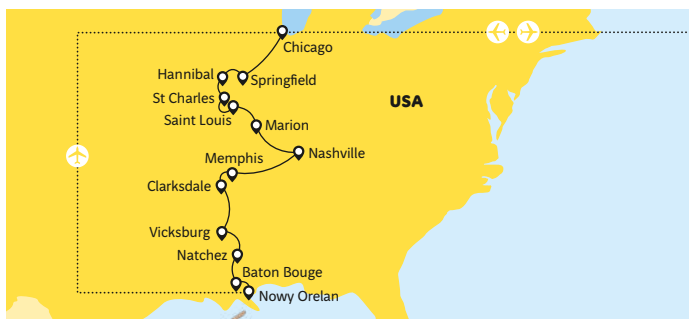 Chicago
Hannibal
Springfield
St Charles
USA
Saint Louis
Marion
Nashville
Memphis
Clarksdale
Vicksburg
Natchez
Baton Bouge
Nowy Orelan